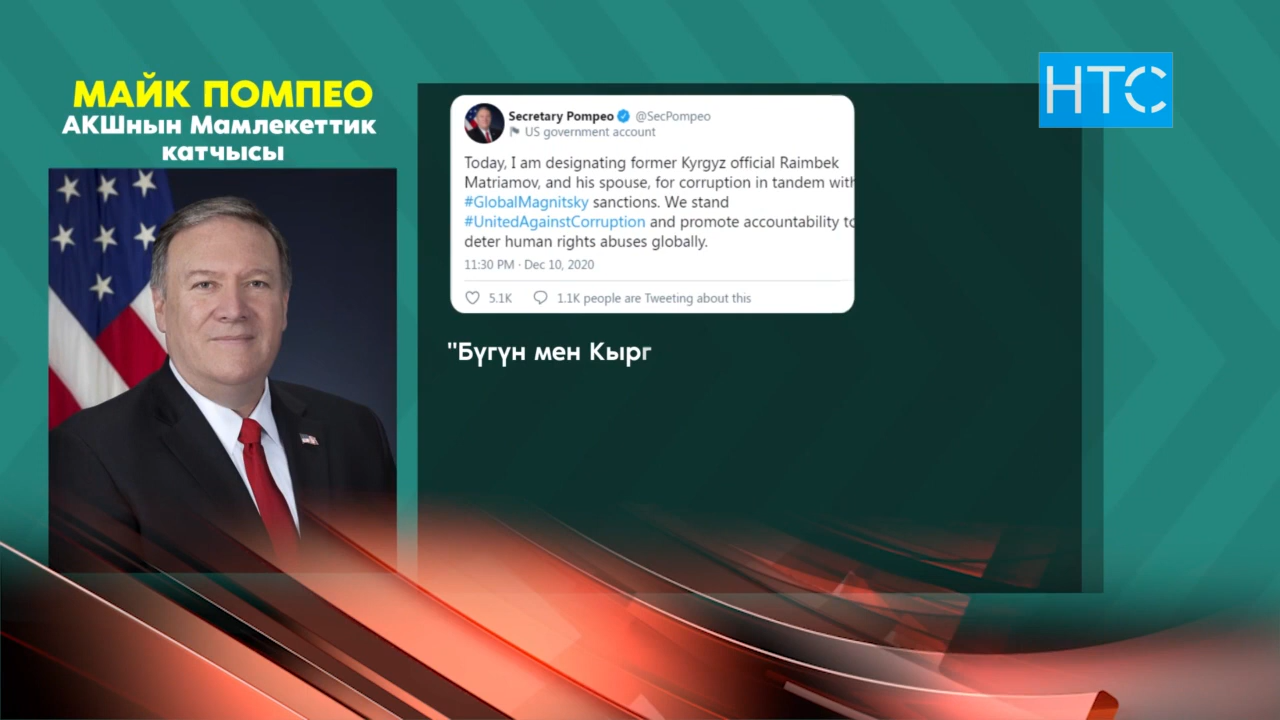 МАЙК ПОМПЕО
АКШнын Мамлекеттик
катчысы
НТС
Secretary Pompeo @SecPompeo
US government account
Today, I am designating former Kyrgyz official Raimbek
Matriamov, and his spouse, for corruption in tandem with
#GlobalMagnitsky sanctions. We stand
#UnitedAgainstCorruption and promote accountability to
deter human rights abuses globally.
11:30 PM · Dec 10, 2020
5.1K 1.1K people are Tweeting about this
"Бүгүн мен Кырг